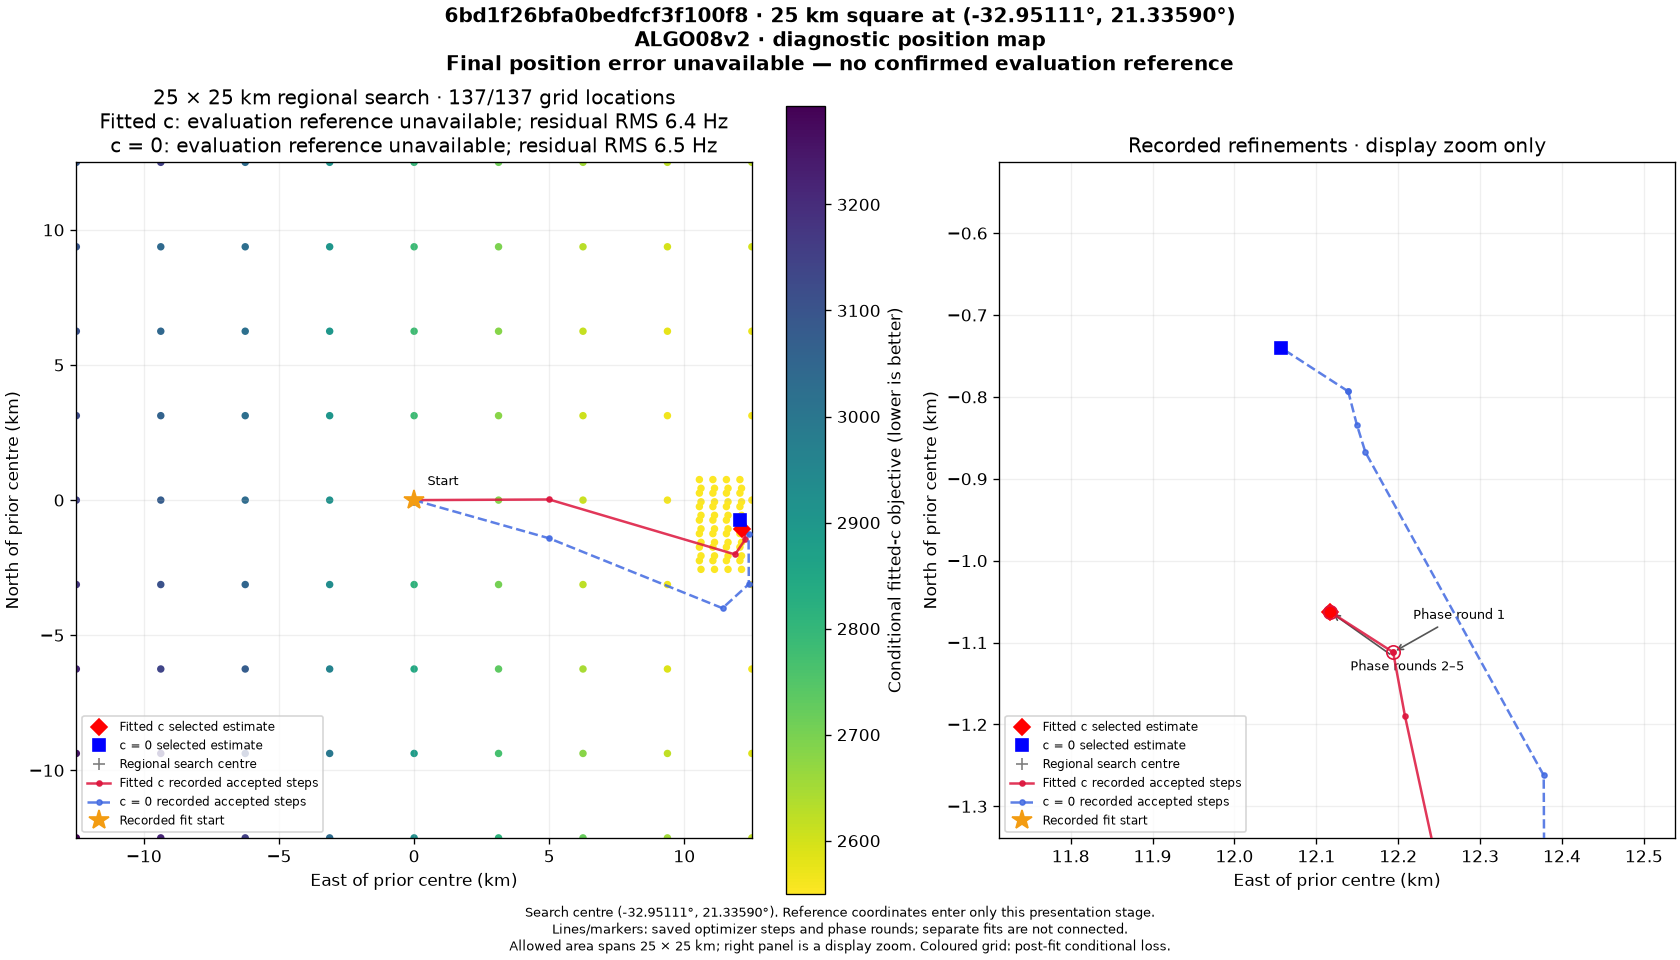 6bd1f26bfa0bedfcf3f100f8 · 25 km square at (-32.95111°, 21.33590°)
ALGO08v2 · diagnostic position map
Final position error unavailable — no confirmed evaluation reference
25 × 25 km regional search · 137/137 grid locations
Fitted c: evaluation reference unavailable; residual RMS 6.4 Hz
c = 0: evaluation reference unavailable; residual RMS 6.5 Hz
North of prior centre (km)
10
5
0
−5
−10
Start
Fitted c selected estimate
c = 0 selected estimate
Regional search centre
Fitted c recorded accepted steps
c = 0 recorded accepted steps
Recorded fit start
−10
−5
0
5
10
East of prior centre (km)
3200
3100
3000
2900
2800
2700
2600
Conditional fitted-c objective (lower is better)
Recorded refinements · display zoom only
North of prior centre (km)
−0.6
−0.7
−0.8
−0.9
−1.0
−1.1
−1.2
−1.3
Phase round 1
Phase rounds 2–5
Fitted c selected estimate
c = 0 selected estimate
Regional search centre
Fitted c recorded accepted steps
c = 0 recorded accepted steps
Recorded fit start
11.8
11.9
12.0
12.1
12.2
12.3
12.4
12.5
East of prior centre (km)
Search centre (-32.95111°, 21.33590°). Reference coordinates enter only this presentation stage.
Lines/markers: saved optimizer steps and phase rounds; separate fits are not connected.
Allowed area spans 25 × 25 km; right panel is a display zoom. Coloured grid: post-fit conditional loss.